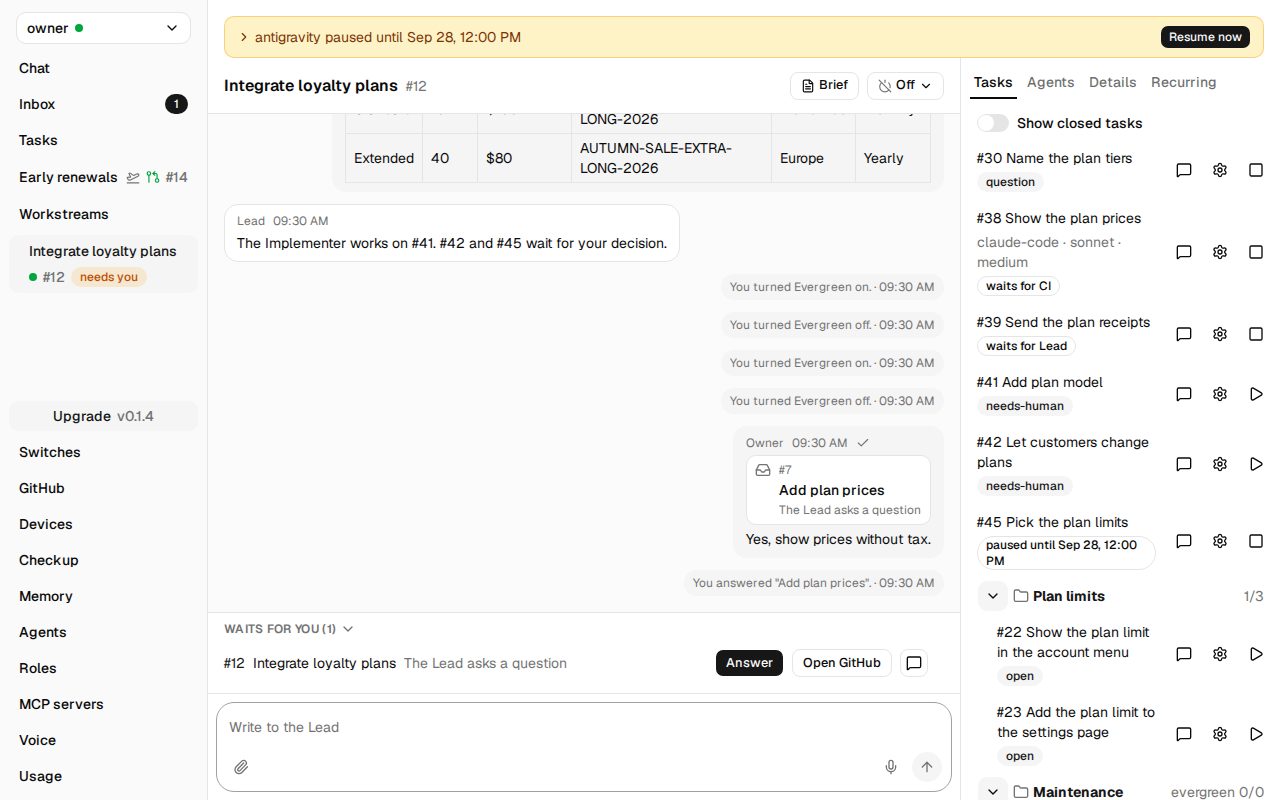 owner
Chat
Inbox 1
Tasks
Early renewals #14
Workstreams
Integrate loyalty plans
#12 needs you
Upgrade v0.1.4
Switches
GitHub
Devices
Checkup
Memory
Agents
Roles
MCP servers
Voice
Usage
antigravity paused until Sep 28, 12:00 PM
Resume now
Integrate loyalty plans #12
Brief
Off
LONG-2026
Extended 40 $80 AUTUMN-SALE-EXTRA-
LONG-2026 Europe Yearly
Lead 09:30 AM
The Implementer works on #41. #42 and #45 wait for your decision.
You turned Evergreen on. · 09:30 AM
You turned Evergreen off. · 09:30 AM
You turned Evergreen on. · 09:30 AM
You turned Evergreen off. · 09:30 AM
Owner 09:30 AM
#7
Add plan prices
The Lead asks a question
Yes, show prices without tax.
You answered "Add plan prices". · 09:30 AM
WAITS FOR YOU (1)
#12 Integrate loyalty plans The Lead asks a question
Answer
Open GitHub
Write to the Lead
Tasks Agents Details Recurring
Show closed tasks
#30 Name the plan tiers
question
#38 Show the plan prices
claude-code · sonnet ·
medium
waits for CI
#39 Send the plan receipts
waits for Lead
#41 Add plan model
needs-human
#42 Let customers change
plans
needs-human
#45 Pick the plan limits
paused until Sep 28, 12:00
PM
Plan limits 1/3
#22 Show the plan limit
in the account menu
open
#23 Add the plan limit to
the settings page
open
Maintenance evergreen 0/0